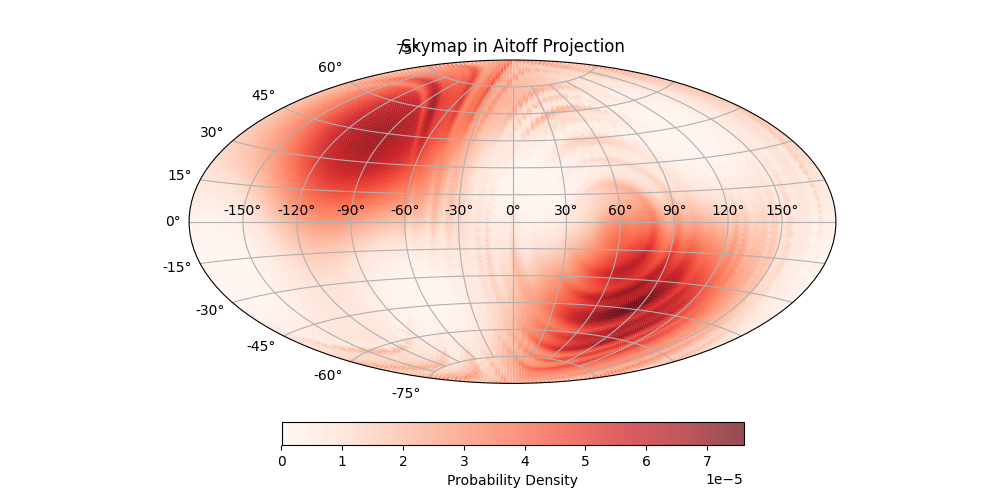 75°
Skymap in Aitoff Projection
60°
45°
30°
15°
-150° -120° -90° -60° -30° 0° 30° 60° 90° 120° 150°
0°
-15°
-30°
-45°
-60°
-75°
0 1 2 3 4 5 6 7
1e−5
Probability Density